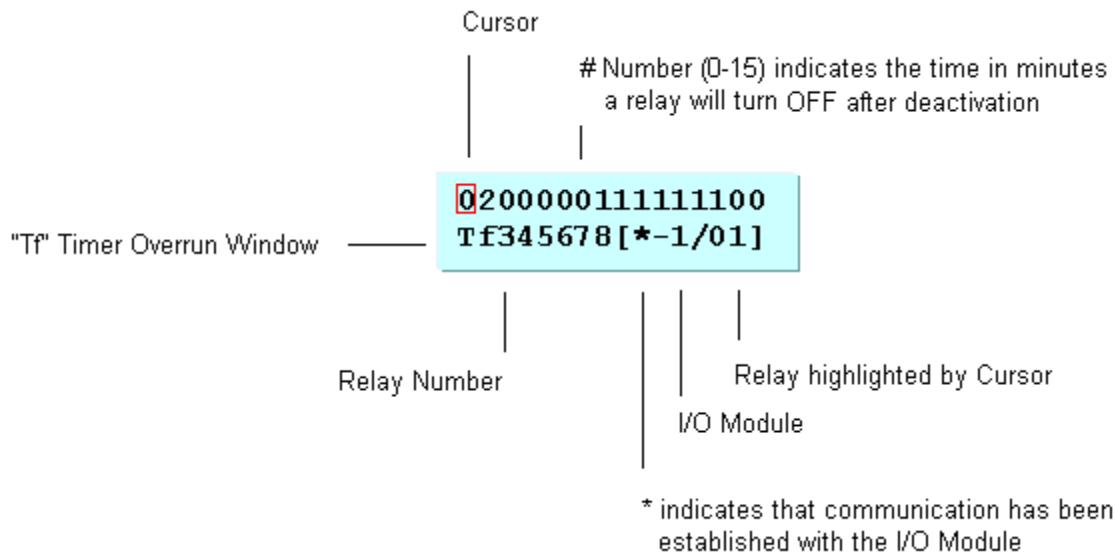 Cursor
# Number (0-15) indicates the time in minutes
a relay will turn OFF after deactivation
0200000111111100
"Tf" Timer Overrun Window
Tf345678[*-1/01]
Relay Number
Relay highlighted by Cursor
I/O Module
* indicates that communication has been
established with the I/O Module